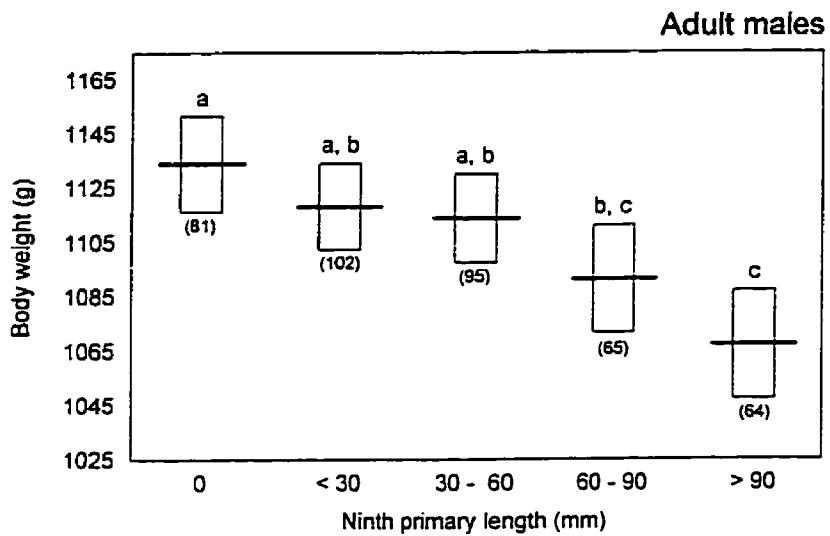 Adult males
1165
1145
1125
1105
1085
1065
1045
1025
Body weight (g)
a
a, b
a, b
b, c
c
(81)
(102)
(95)
(65)
(64)
0
< 30
30 - 60
60 - 90
> 90
Ninth primary length (mm)